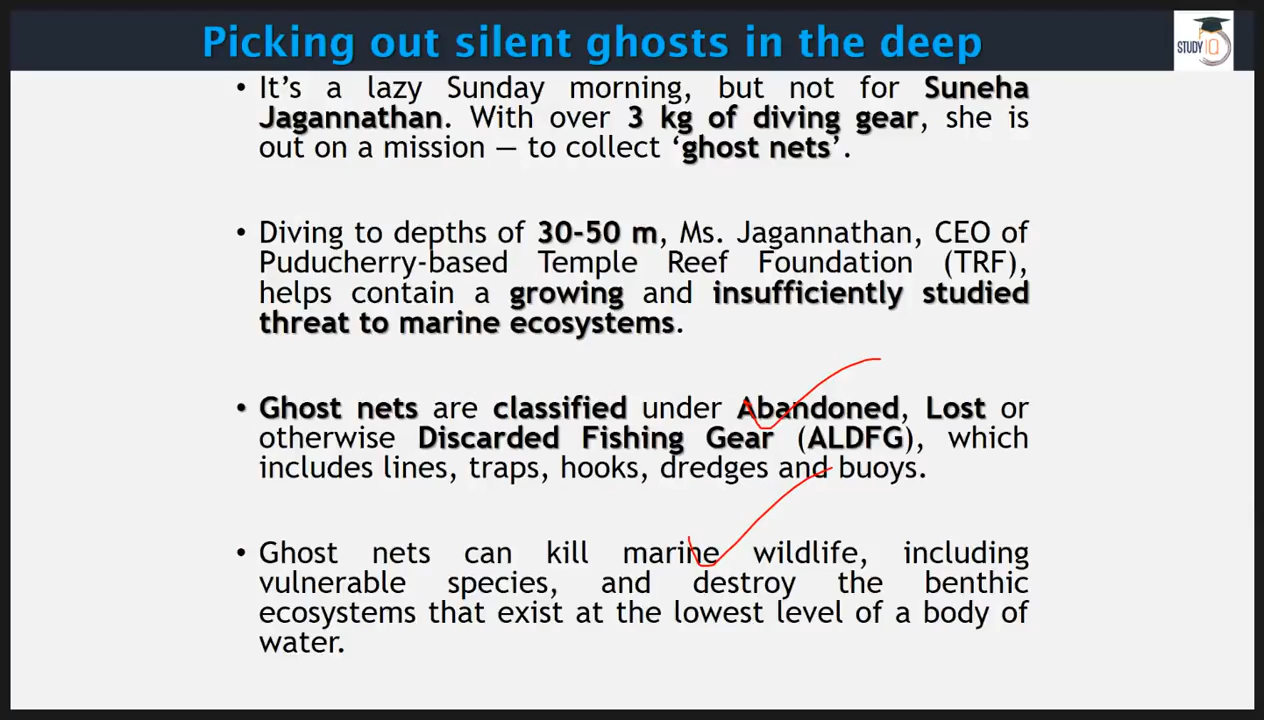 Picking out silent ghosts in the deep
STUDY IQ
• It's a lazy Sunday morning, but not for Suneha
Jagannathan. With over 3 kg of diving gear, she is
out on a mission — to collect ‘ghost nets’.
• Diving to depths of 30-50 m, Ms. Jagannathan, CEO of
Puducherry-based Temple Reef Foundation (TRF),
helps contain a growing and insufficiently studied
threat to marine ecosystems.
• Ghost nets are classified under Abandoned, Lost or
otherwise Discarded Fishing Gear (ALDFG), which
includes lines, traps, hooks, dredges and buoys.
• Ghost nets can kill marine wildlife, including
vulnerable species, and destroy the benthic
ecosystems that exist at the lowest level of a body of
water.